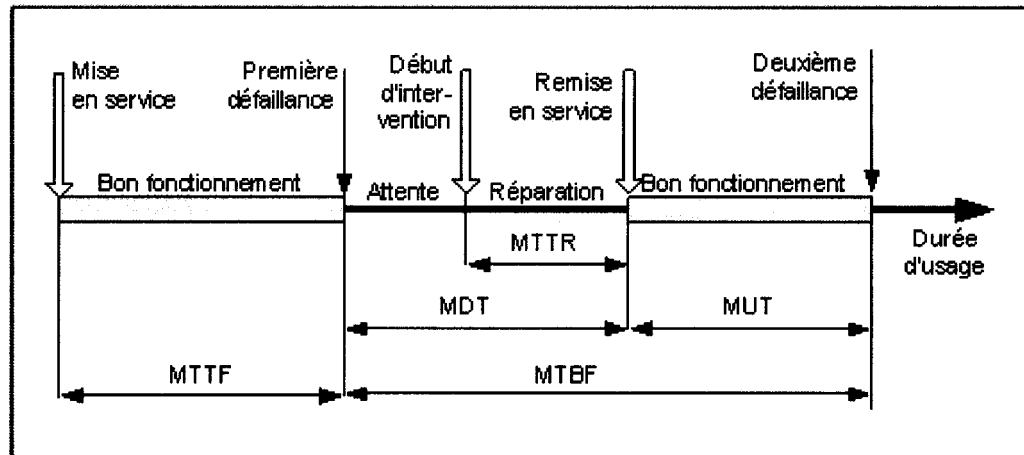 Mise
en service
Première
défaillance
Début
d'inter-
vention
Remise
en service
Deuxième
défaillance
Bon fonctionnement
Attente
Réparation
Bon fonctionnement
Durée
d'usage
MTTR
MDT
MUT
MTTF
MTBF